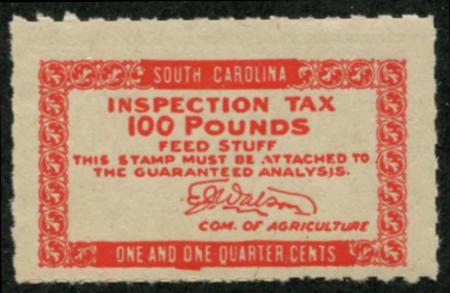 SOUTH CAROLINA
INSPECTION TAX
100 POUNDS
FEED STUFF
THIS STAMP MUST BE ATTACHED TO
THE GUARANTEED ANALYSIS.
E J Watson
COM. OF AGRICULTURE
ONE AND ONE QUARTER CENTS